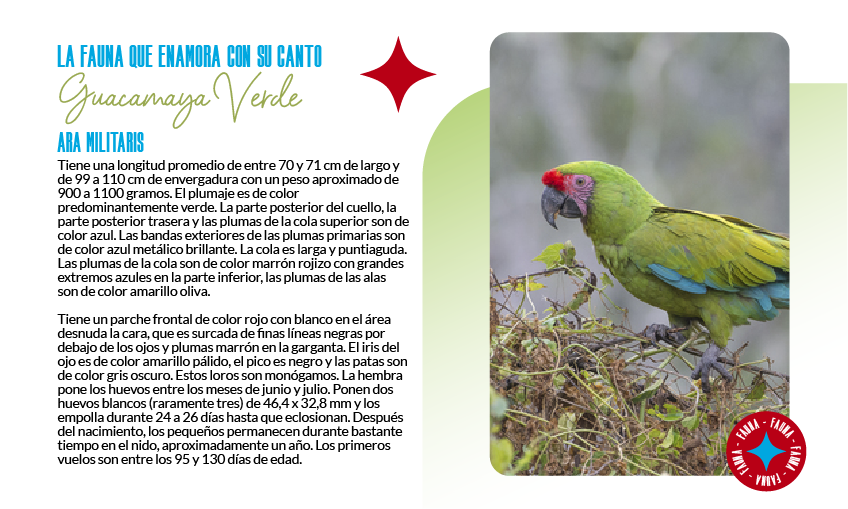 LA FAUNA QUE ENAMORA CON SU CANTO
Guacamaya Verde
ARA MILITARIS
Tiene una longitud promedio de entre 70 y 71 cm de largo y
de 99 a 110 cm de envergadura con un peso aproximado de
900 a 1100 gramos. El plumaje es de color
predominantemente verde. La parte posterior del cuello, la
parte posterior trasera y las plumas de la cola superior son de
color azul. Las bandas exteriores de las plumas primarias son
de color azul metálico brillante. La cola es larga y puntiaguda.
Las plumas de la cola son de color marrón rojizo con grandes
extremos azules en la parte inferior, las plumas de las alas
son de color amarillo oliva.
Tiene un parche frontal de color rojo con blanco en el área
desnuda la cara, que es surcada de finas líneas negras por
debajo de los ojos y plumas marrón en la garganta. El iris del
ojo es de color amarillo pálido, el pico es negro y las patas son
de color gris oscuro. Estos loros son monógamos. La hembra
pone los huevos entre los meses de junio y julio. Ponen dos
huevos blancos (raramente tres) de 46,4 x 32,8 mm y los
empolla durante 24 a 26 días hasta que eclosionan. Después
del nacimiento, los pequeños permanecen durante bastante
tiempo en el nido, aproximadamente un año. Los primeros
vuelos son entre los 95 y 130 días de edad.
FAUNA - FAUNA - FAUNA - FAUNA - FAUNA -